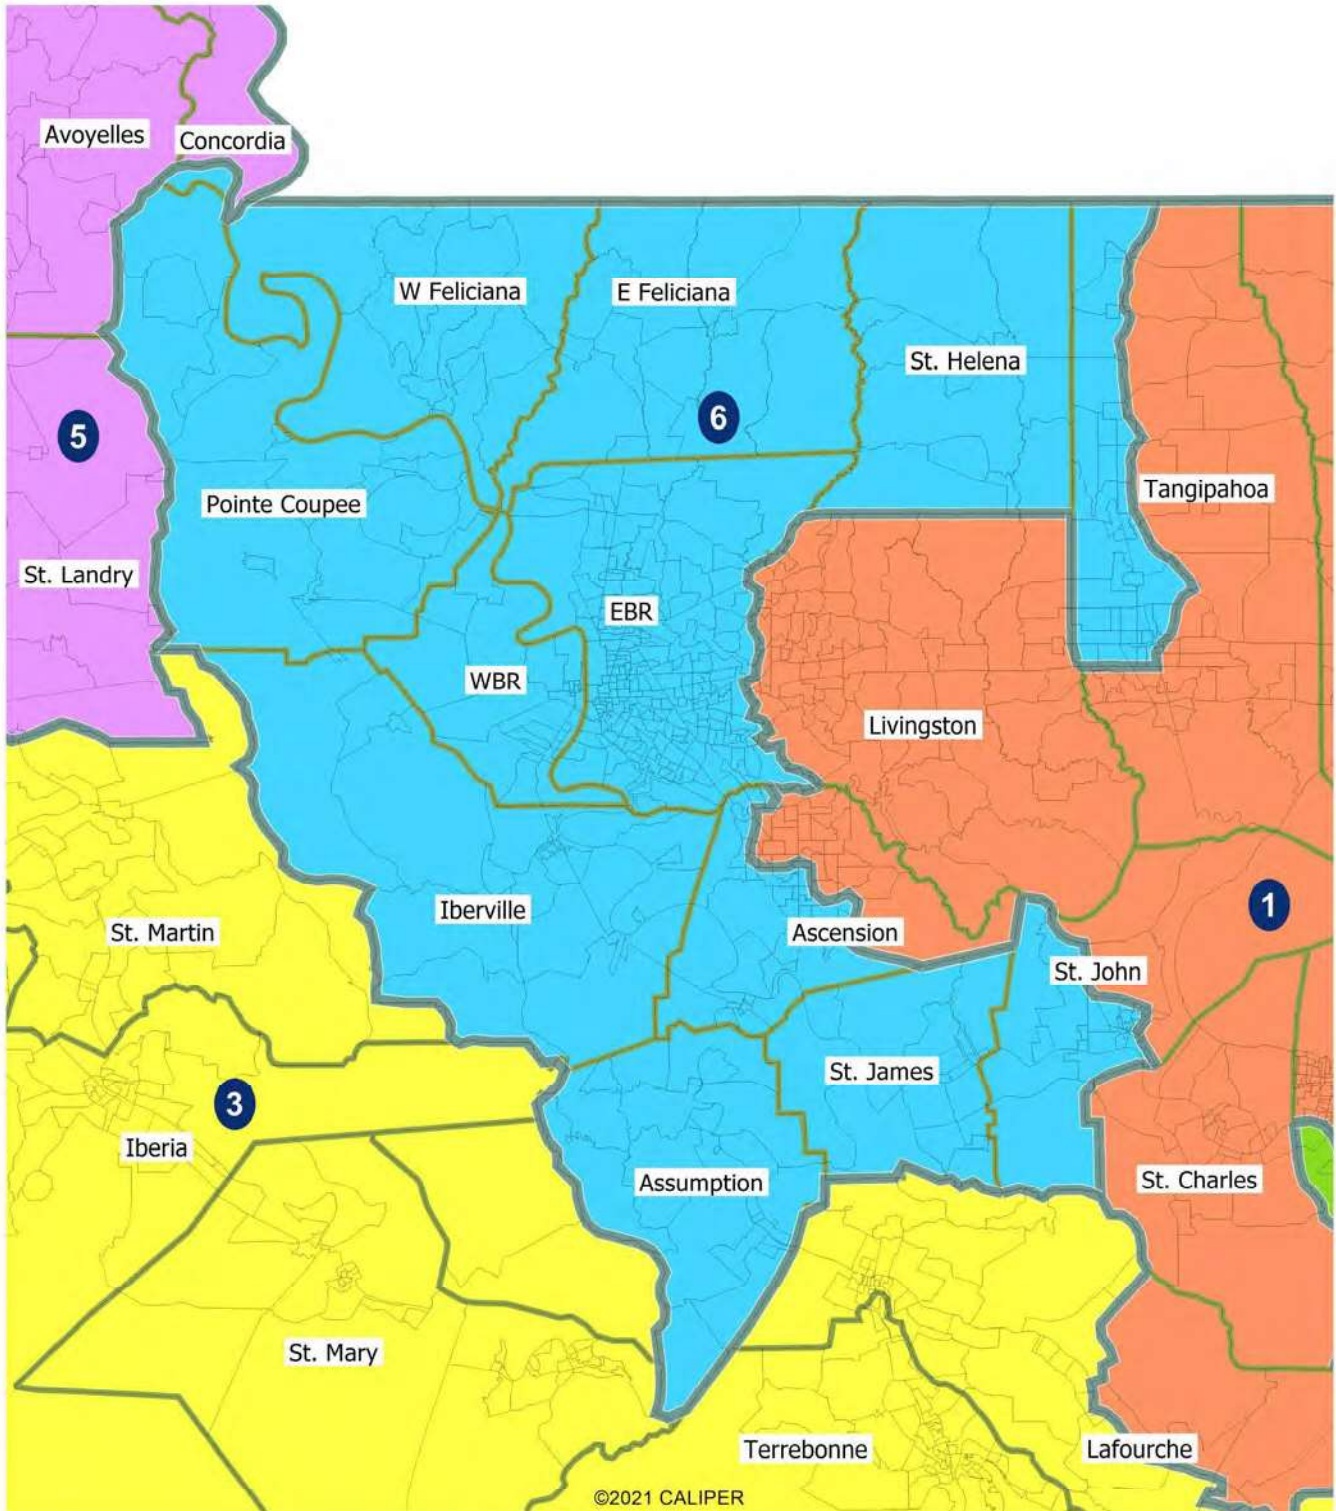 Avoyelles
Concordia
W Feliciana
E Feliciana
St. Helena
6
5
Tangipahoa
Pointe Coupee
St. Landry
EBR
WBR
Livingston
1
Iberville
St. Martin
Ascension
St. John
St. James
3
Iberia
Assumption
St. Charles
St. Mary
Terrebonne
Lafourche
©2021 CALIPER